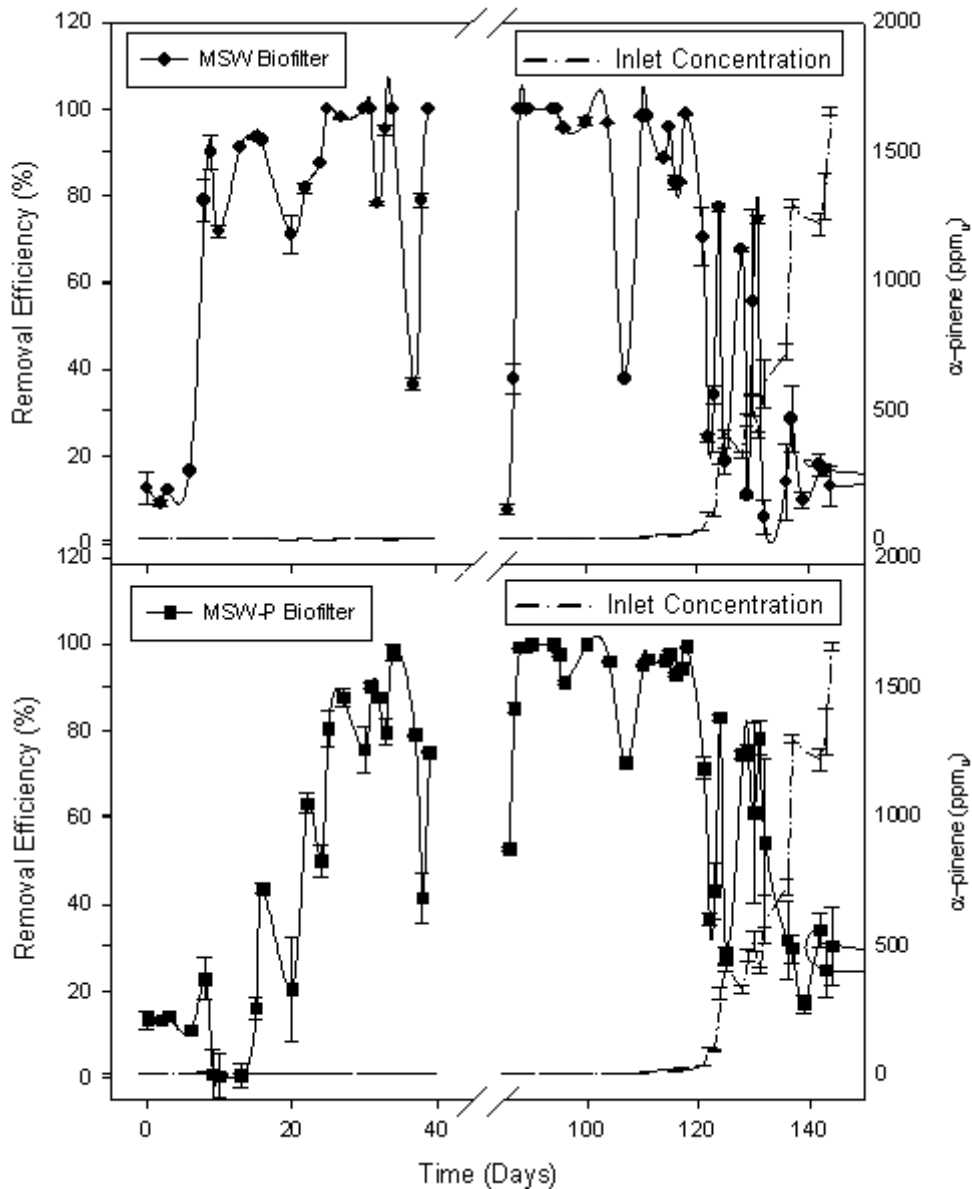 120
2000
MSW Biofilter
Inlet Concentration
100
80
60
40
20
0
1500
1000
500
0
Removal Efficiency (%)
α-pinene (ppmᵥ)
120
2000
MSW-P Biofilter
Inlet Concentration
100
80
60
40
20
0
1500
1000
500
0
Removal Efficiency (%)
α-pinene (ppmᵥ)
0 20 40 100 120 140
Time (Days)